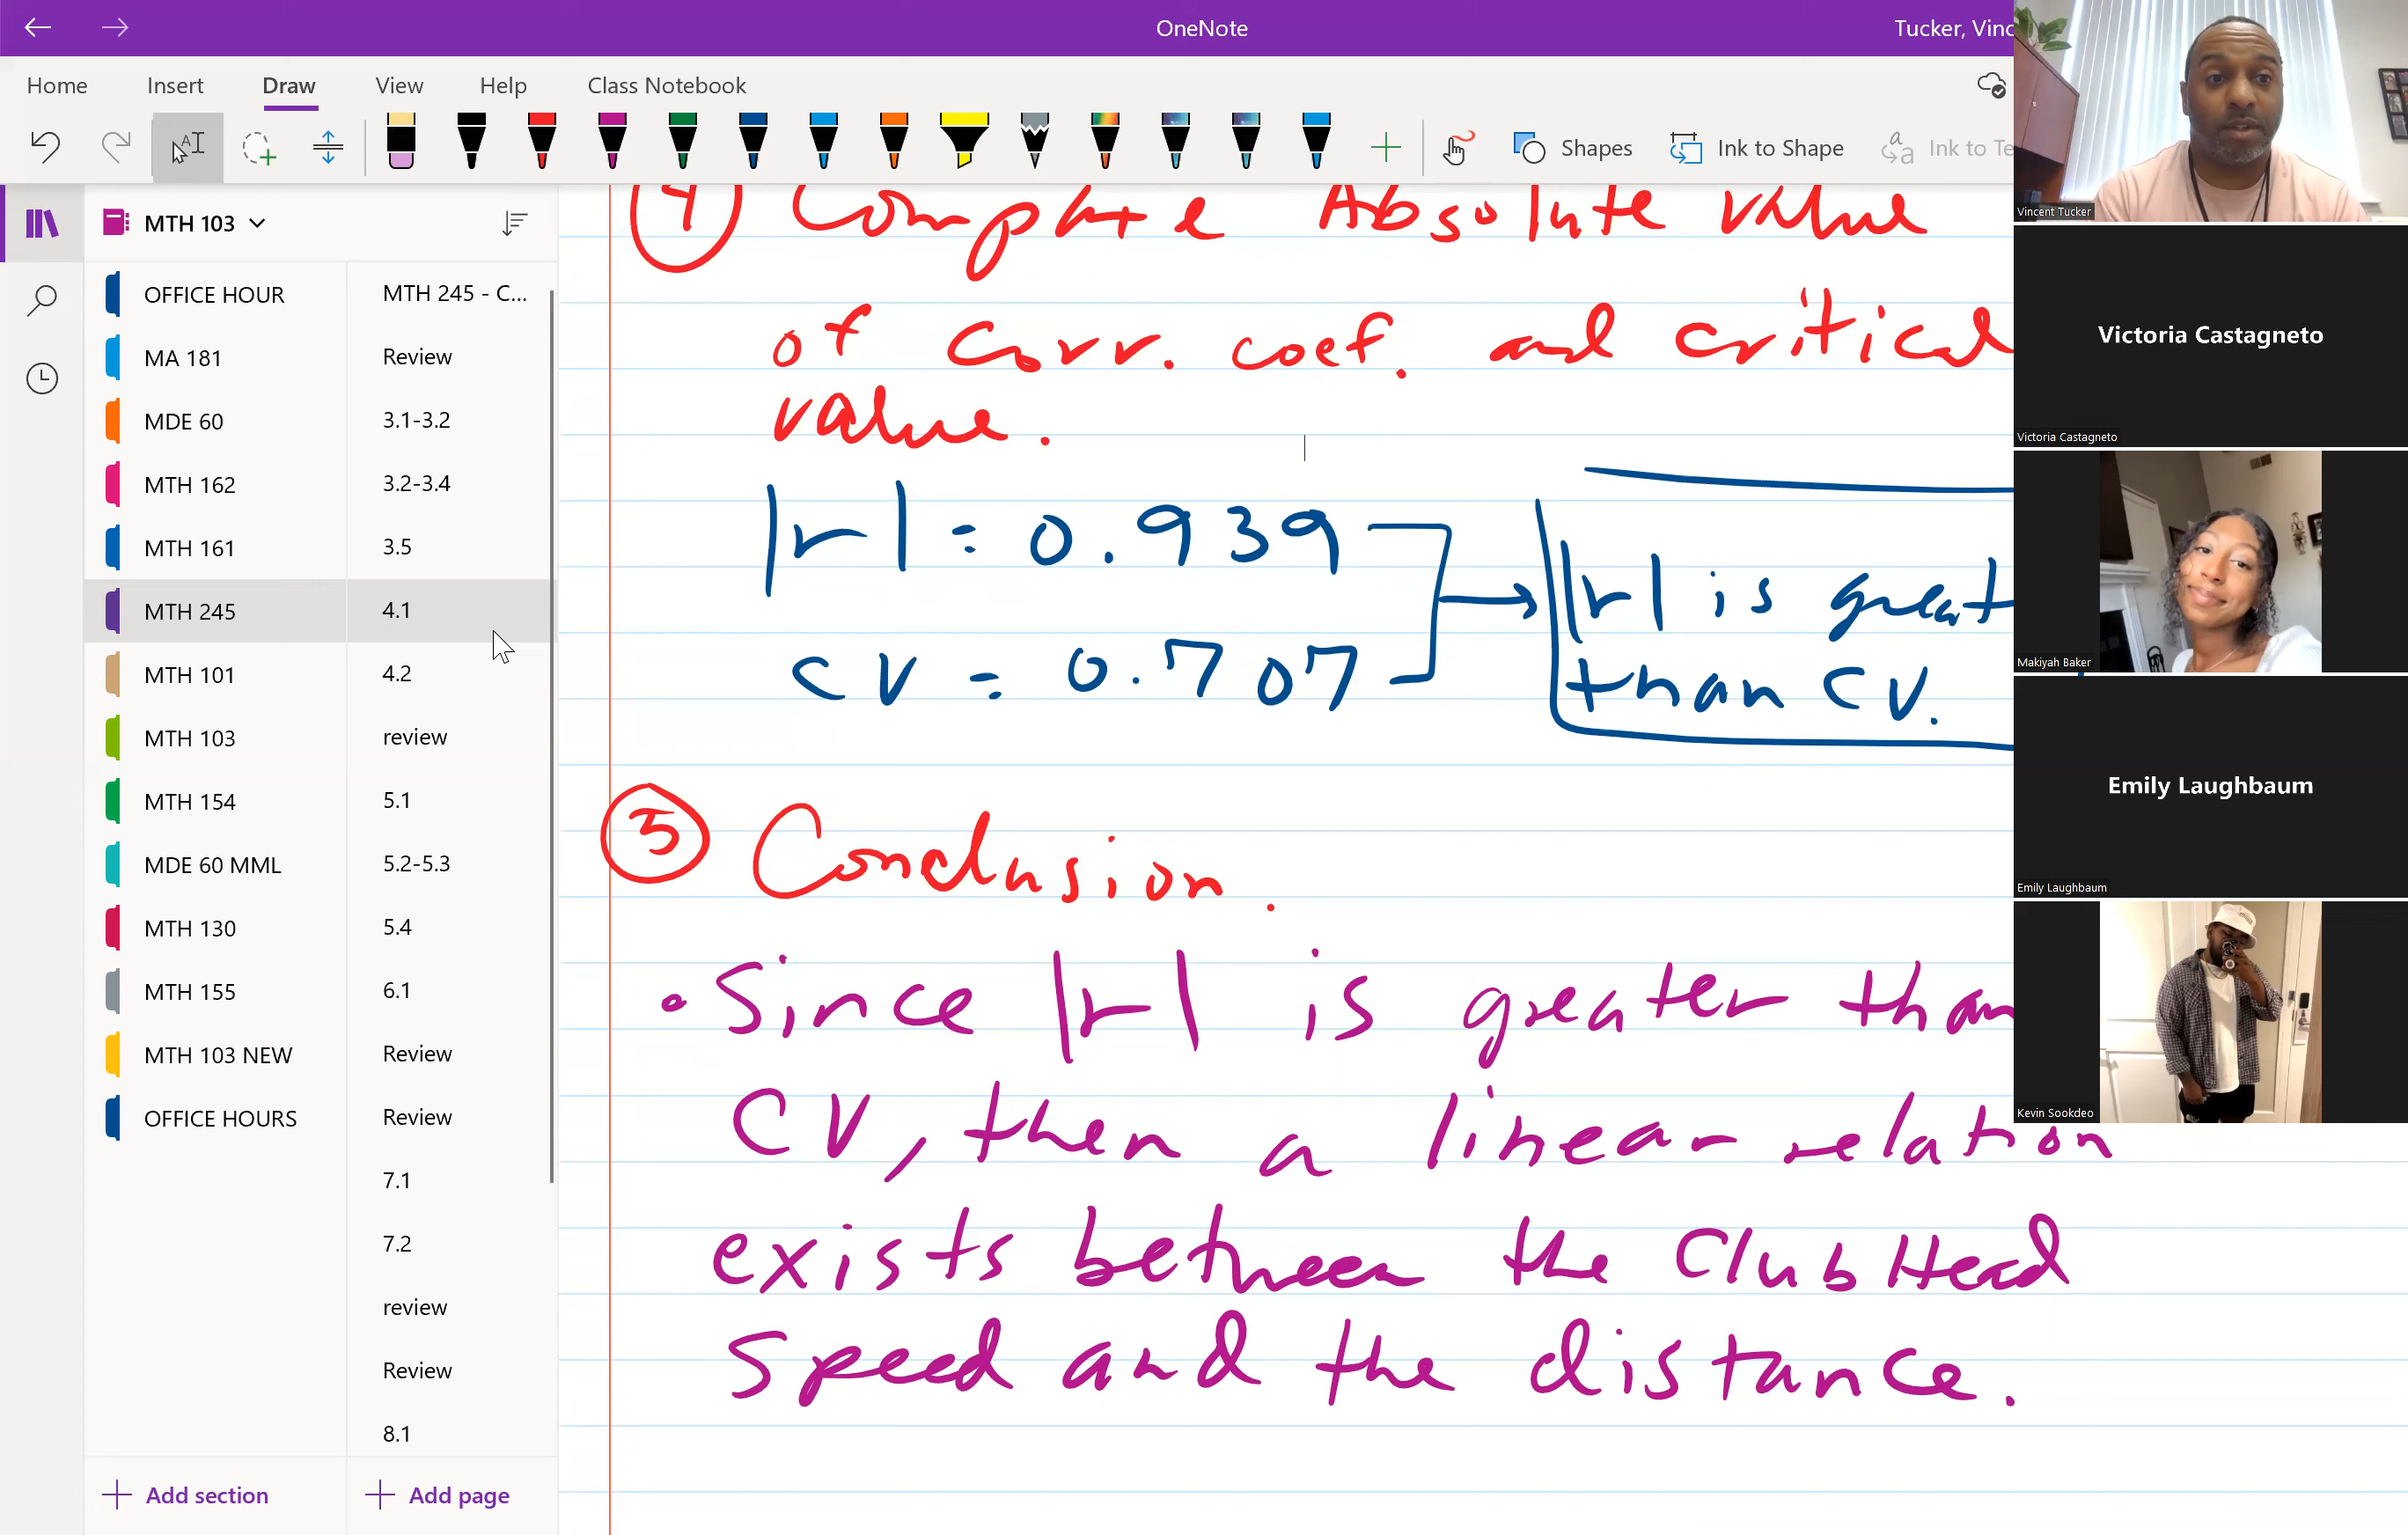 OneNote
Tucker, Vinc
Home Insert Draw View Help Class Notebook
Shapes Ink to Shape Ink to Te
MTH 103
OFFICE HOUR
MA 181
MDE 60
MTH 162
MTH 161
MTH 245
MTH 101
MTH 103
MTH 154
MDE 60 MML
MTH 130
MTH 155
MTH 103 NEW
OFFICE HOURS
Add section
MTH 245 - C...
Review
3.1-3.2
3.2-3.4
3.5
4.1
4.2
review
5.1
5.2-5.3
5.4
6.1
Review
Review
7.1
7.2
review
Review
8.1
Add page
4 Compare Absolute value
of corr. coef. and critical
value.
|r| = 0.939
CV = 0.707
|r| is great
than CV.
5 Conclusion.
• Since |r| is greater than
CV, then a linear relation
exists between the Club Head
Speed and the distance.
Vincent Tucker
Victoria Castagneto
Victoria Castagneto
Makiyah Baker
Emily Laughbaum
Emily Laughbaum
Kevin Sookdeo